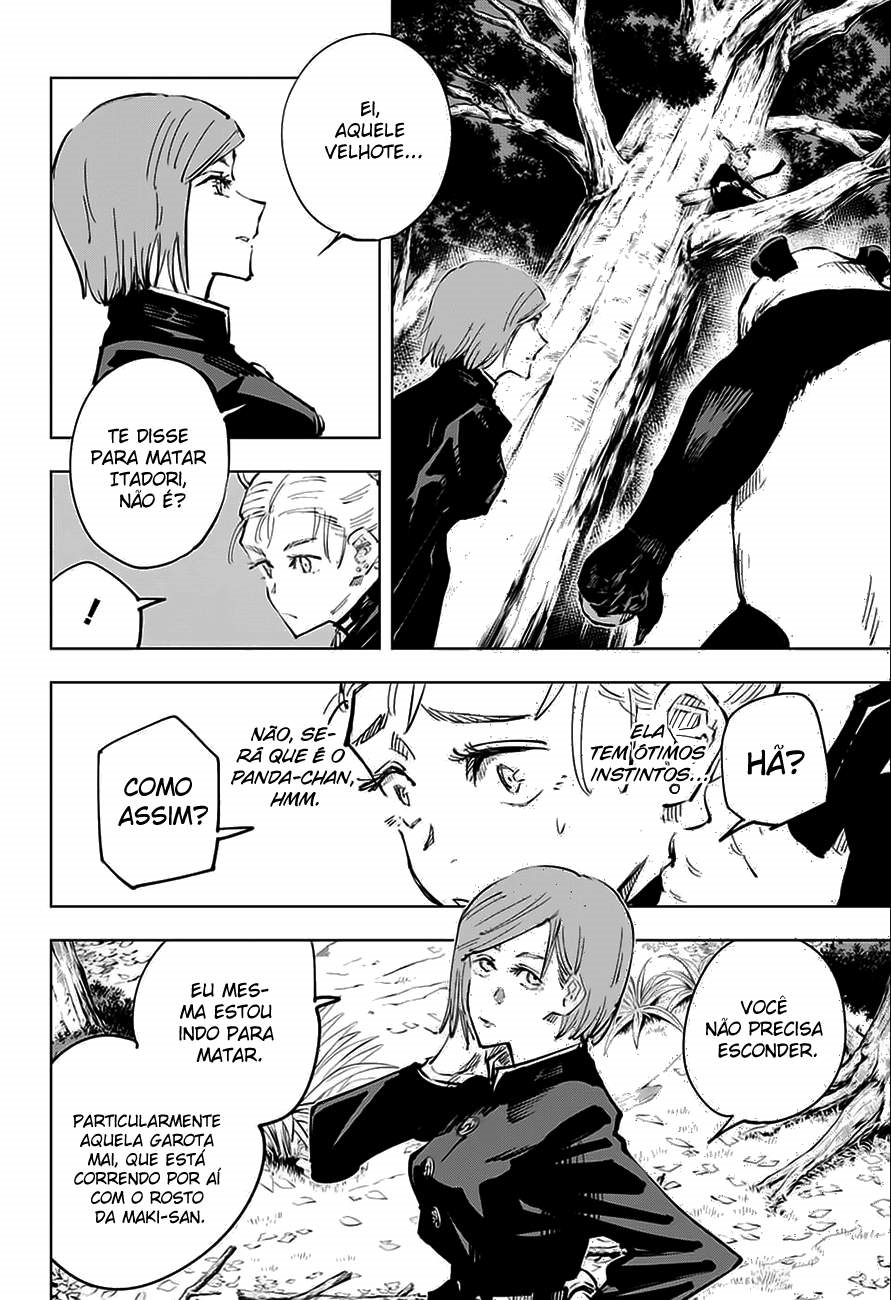 EI,
AQUELE
VELHOTE...
TE DISSE
PARA MATAR
ITADORI,
NÃO É?
!
HÃ?
ELA
TEM ÓTIMOS
INSTINTOS...
NÃO, SE-
RÁ QUE É O
PANDA-CHAN,
HMM.
COMO
ASSIM?
VOCÊ
NÃO PRECISA
ESCONDER.
EU MES-
MA ESTOU
INDO PARA
MATAR.
PARTICULARMENTE
AQUELA GAROTA
MAI, QUE ESTÁ
CORRENDO POR AÍ
COM O ROSTO
DA MAKI-SAN.